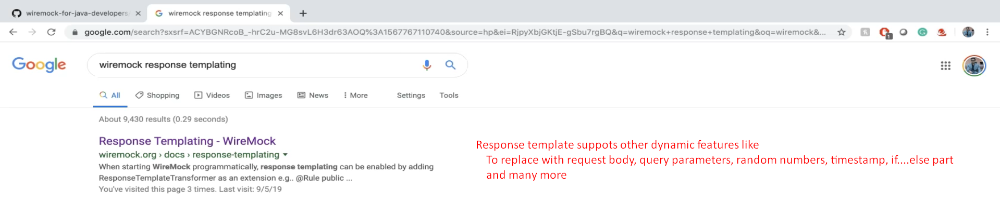 wiremock-for-java-developers/
wiremock response templating
google.com/search?sxsrf=ACYBGNRcoB_-hrC2u-MG8svL6H3dr63AOQ%3A1567767110740&source=hp&ei=RjpyXbjGKtjE-gSbu7rgBQ&q=wiremock+response+templating&oq=wiremock&...
1
Google
wiremock response templating
All Shopping Videos Images News More Settings Tools
About 9,430 results (0.29 seconds)
Response Templating - WireMock
wiremock.org › docs › response-templating
When starting WireMock programmatically, response templating can be enabled by adding
ResponseTemplateTransformer as an extension e.g.. @Rule public ...
You've visited this page 3 times. Last visit: 9/5/19
Response template suppots other dynamic features like
To replace with request body, query parameters, random numbers, timestamp, if....else part
and many more